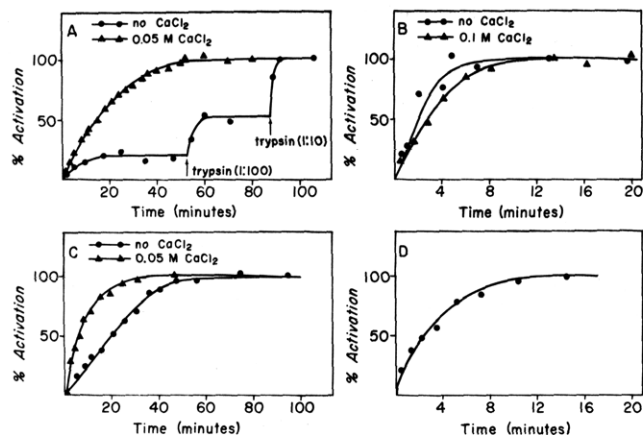 A
no CaCl2
0.05 M CaCl2
% Activation
100
50
trypsin (1:100)
trypsin (1:10)
20 40 60 80 100
Time (minutes)
B
no CaCl2
0.1 M CaCl2
% Activation
100
50
4 8 12 16 20
Time (minutes)
C
no CaCl2
0.05 M CaCl2
% Activation
100
50
20 40 60 80 100
Time (minutes)
D
% Activation
100
50
4 8 12 16 20
Time (minutes)